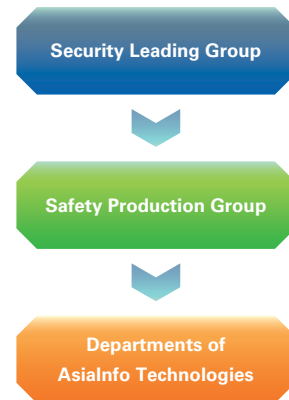 Security Leading Group
Safety Production Group
Departments of
AsiaInfo Technologies